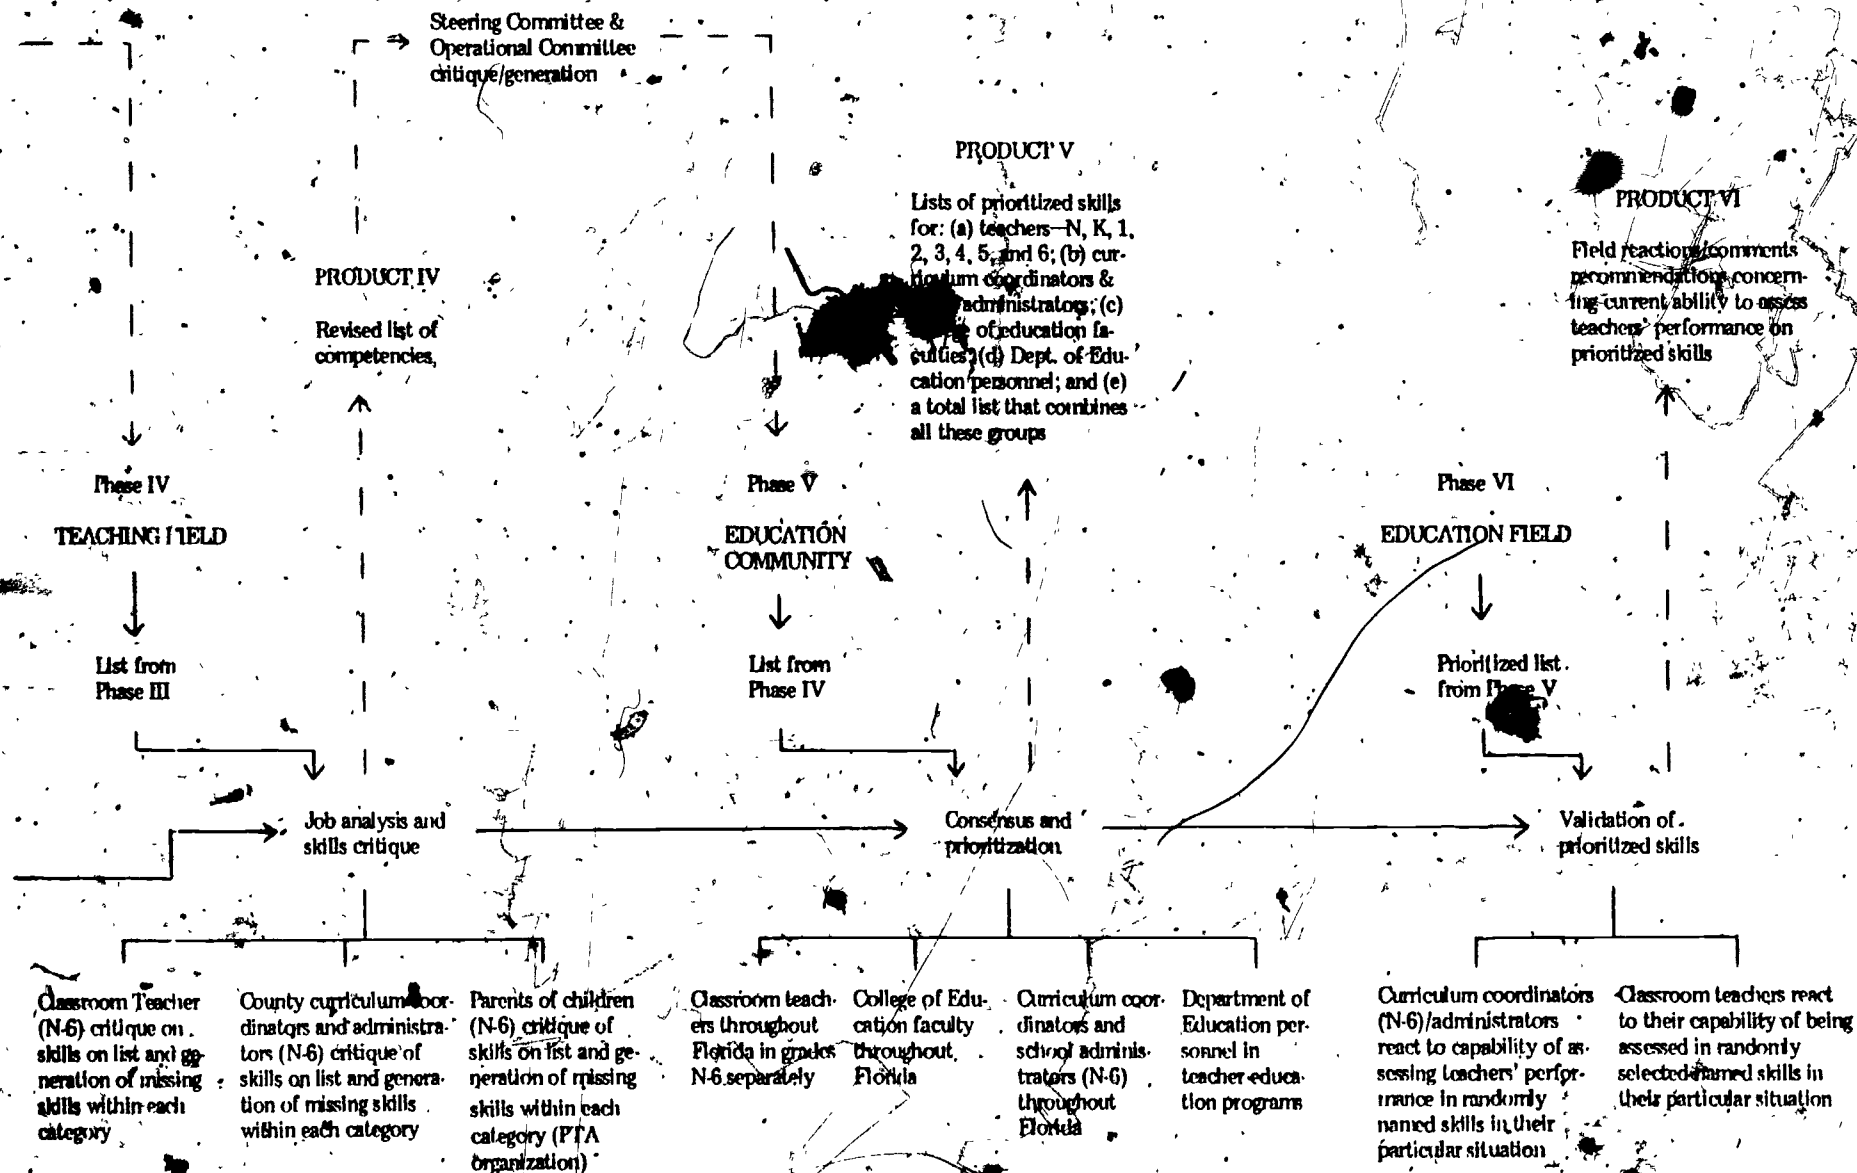 Steering Committee &
Operational Committee
critique/generation
PRODUCT V
Lists of prioritized skills
for: (a) teachers—N, K, 1,
2, 3, 4, 5, and 6; (b) cur-
riculum coordinators &
administrators; (c)
of education fa-
culties; (d) Dept. of Edu-
cation personnel; and (e)
a total list that combines
all these groups
PRODUCT VI
Field reactions/comments
recommendations concern-
ing current ability to assess
teachers' performance on
prioritized skills
PRODUCT IV
Revised list of
competencies,
Phase IV
TEACHING FIELD
List from
Phase III
Phase V
EDUCATION
COMMUNITY
List from
Phase IV
Phase VI
EDUCATION FIELD
Prioritized list
from Phase V
Job analysis and
skills critique
Consensus and
prioritization
Validation of
prioritized skills
Classroom Teacher
(N-6) critique on
skills on list and ge-
neration of missing
skills within each
category
County curriculum coor-
dinators and administra-
tors (N-6) critique of
skills on list and genera-
tion of missing skills
within each category
Parents of children
(N-6) critique of
skills on list and ge-
neration of missing
skills within each
category (PTA
organization)
Classroom teach-
ers throughout
Florida in grades
N-6 separately
College of Edu-
cation faculty
throughout
Florida
Curriculum coor-
dinators and
school adminis-
trators (N-6)
throughout
Florida
Department of
Education per-
sonnel in
teacher educa-
tion programs
Curriculum coordinators
(N-6)/administrators
react to capability of as-
sessing teachers' perfor-
mance in randomly
named skills in their
particular situation
Classroom teachers react
to their capability of being
assessed in randomly
selected named skills in
their particular situation